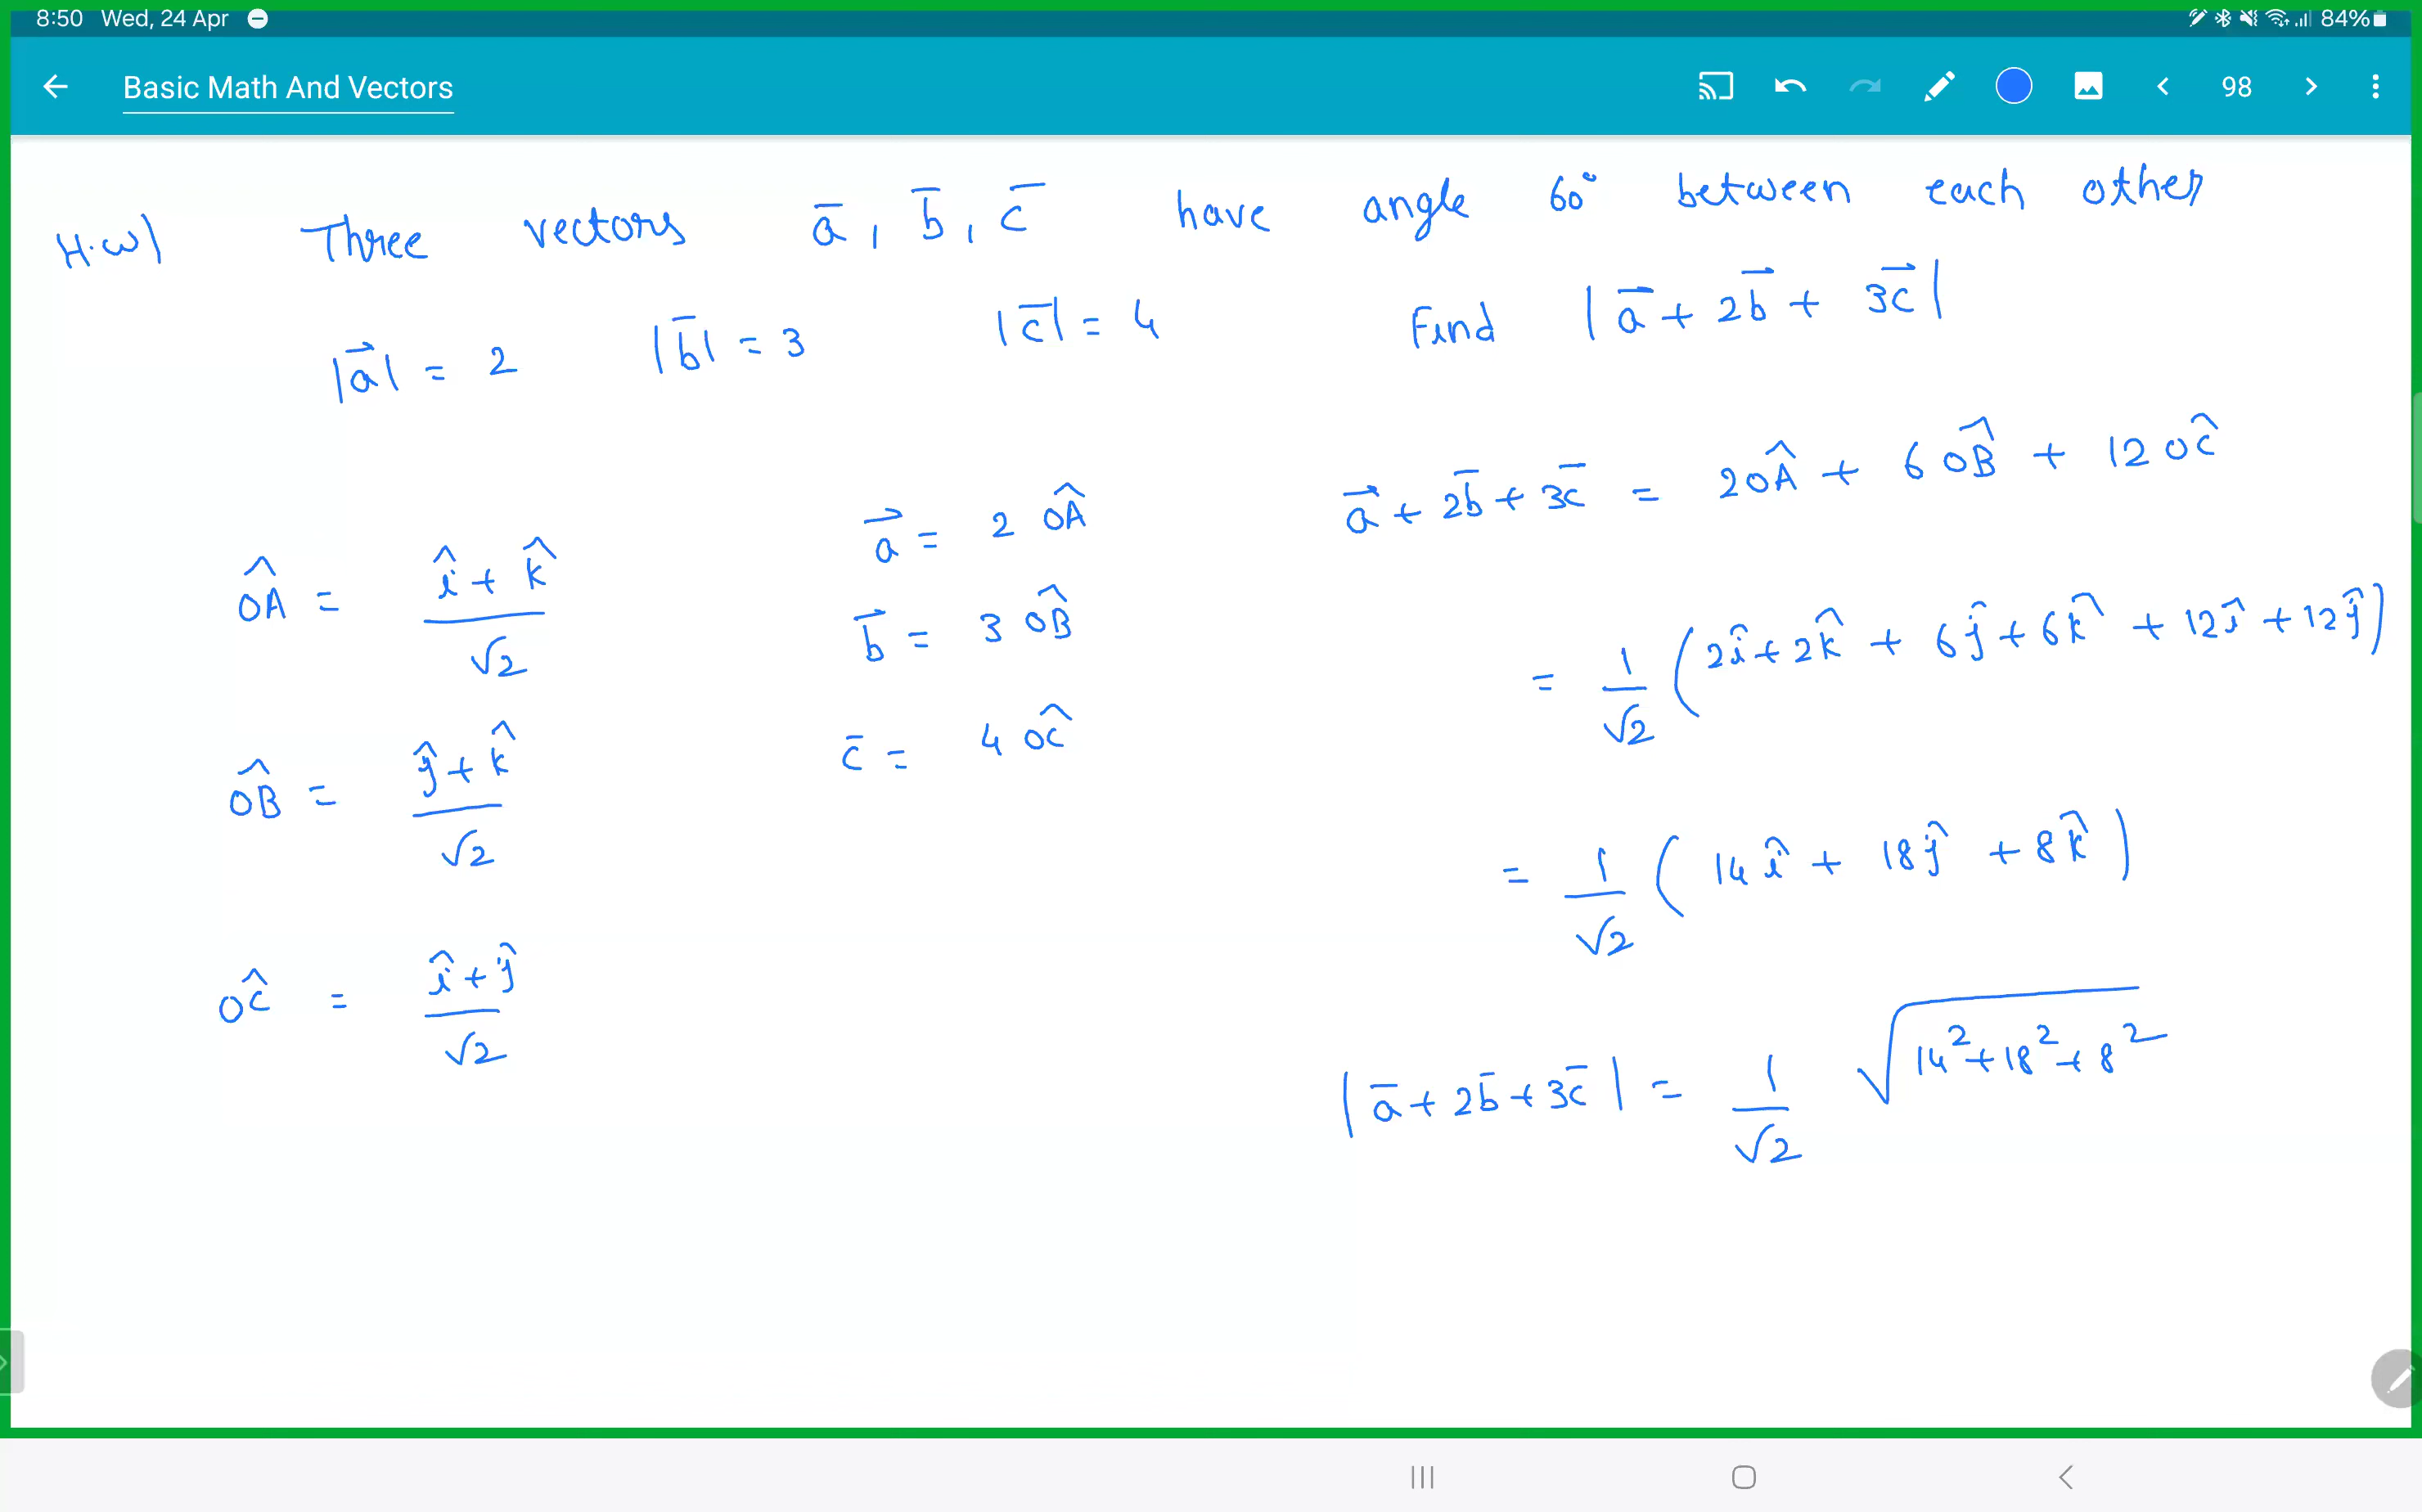 8:50 Wed, 24 Apr 84%
Basic Math And Vectors 98
H.w) Three vectors a̅, b̅, c̅ have angle 60° between each other
|a⃗| = 2 |b̅| = 3 |c̅| = 4 Find |a̅ + 2b⃗ + 3c⃗|
OÂ = (î + k̂)/√2
OB̂ = (ĵ + k̂)/√2
OĈ = (î + ĵ)/√2
a⃗ = 2 OÂ
b⃗ = 3 OB̂
c̅ = 4 OĈ
a⃗ + 2b̅ + 3c̅ = 2OÂ + 6OB̂ + 12OĈ
= 1/√2 (2î + 2k̂ + 6ĵ + 6k̂ + 12î + 12ĵ)
= 1/√2 (14î + 18ĵ + 8k̂)
|a̅ + 2b̅ + 3c̅| = 1/√2 √(14² + 18² + 8²)